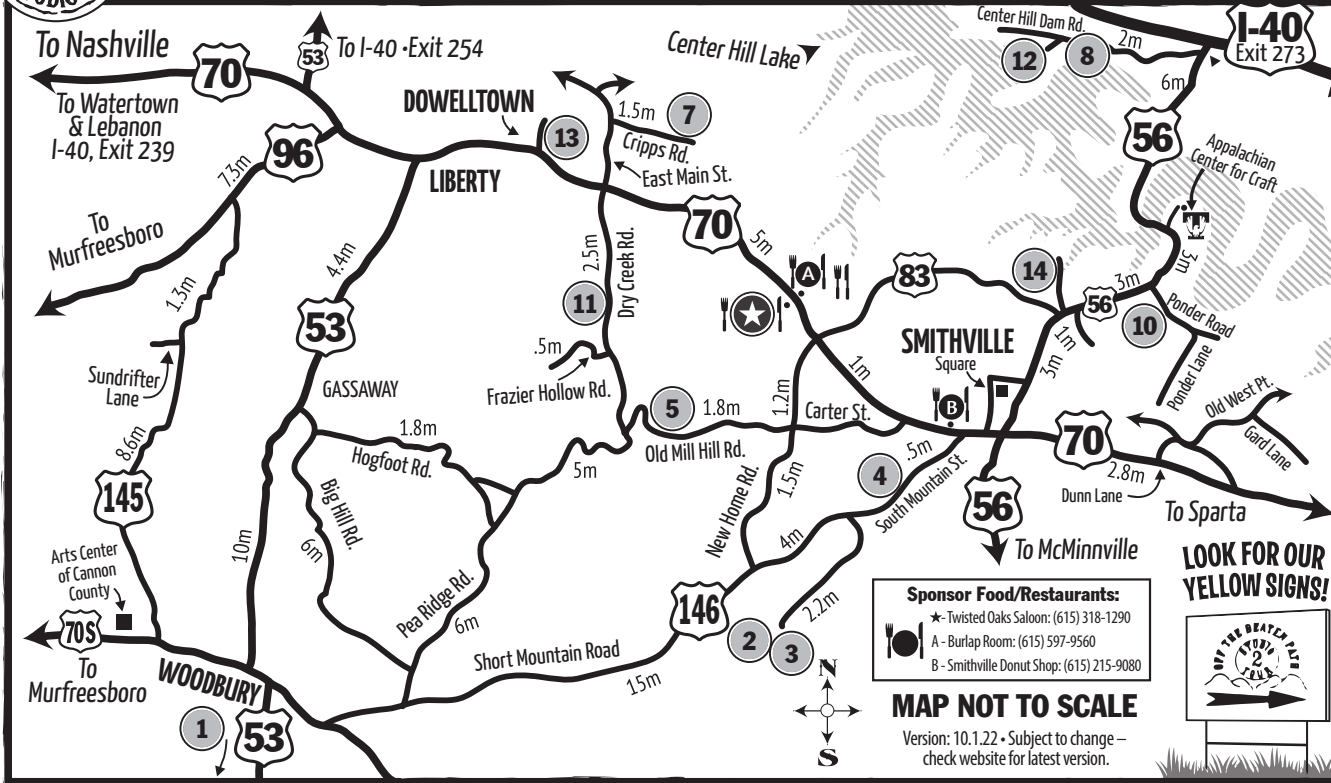 UDIO
To Nashville
70
53
To I-40 • Exit 254
To Watertown
& Lebanon
I-40, Exit 239
96
7.3m
To
Murfreesboro
DOWELLTOWN
13
LIBERTY
1.5m
7
Cripps Rd.
East Main St.
Center Hill Lake
Center Hill Dam Rd.
12
8
2m
I-40
Exit 273
6m
56
Appalachian
Center for Craft
T
3m
70
5m
A
★
83
14
3m
56
10
Ponder Road
Ponder Lane
1m
3m
SMITHVILLE
Square
B
1m
1.3m
Sundrifter
Lane
8.6m
145
4.4m
53
GASSAWAY
2.5m
Dry Creek Rd.
11
.5m
Frazier Hollow Rd.
5
1.8m
Old Mill Hill Rd.
1.2m
Carter St.
1.8m
Hogfoot Rd.
5m
Big Hill Rd.
6m
10m
New Home Rd.
1.5m
4
.5m
South Mountain St.
4m
70
2.8m
Dunn Lane
Old West Pt.
Gard Lane
To Sparta
56
To McMinnville
Arts Center
of Cannon
County
70S
To
Murfreesboro
WOODBURY
1
53
Pea Ridge Rd.
6m
Short Mountain Road
15m
146
2
3
2.2m
N
S
Sponsor Food/Restaurants:
★- Twisted Oaks Saloon: (615) 318-1290
A - Burlap Room: (615) 597-9560
B - Smithville Donut Shop: (615) 215-9080
MAP NOT TO SCALE
Version: 10.1.22 • Subject to change –
check website for latest version.
LOOK FOR OUR
YELLOW SIGNS!
OFF THE BEATEN PATH
STUDIO
2
TOUR